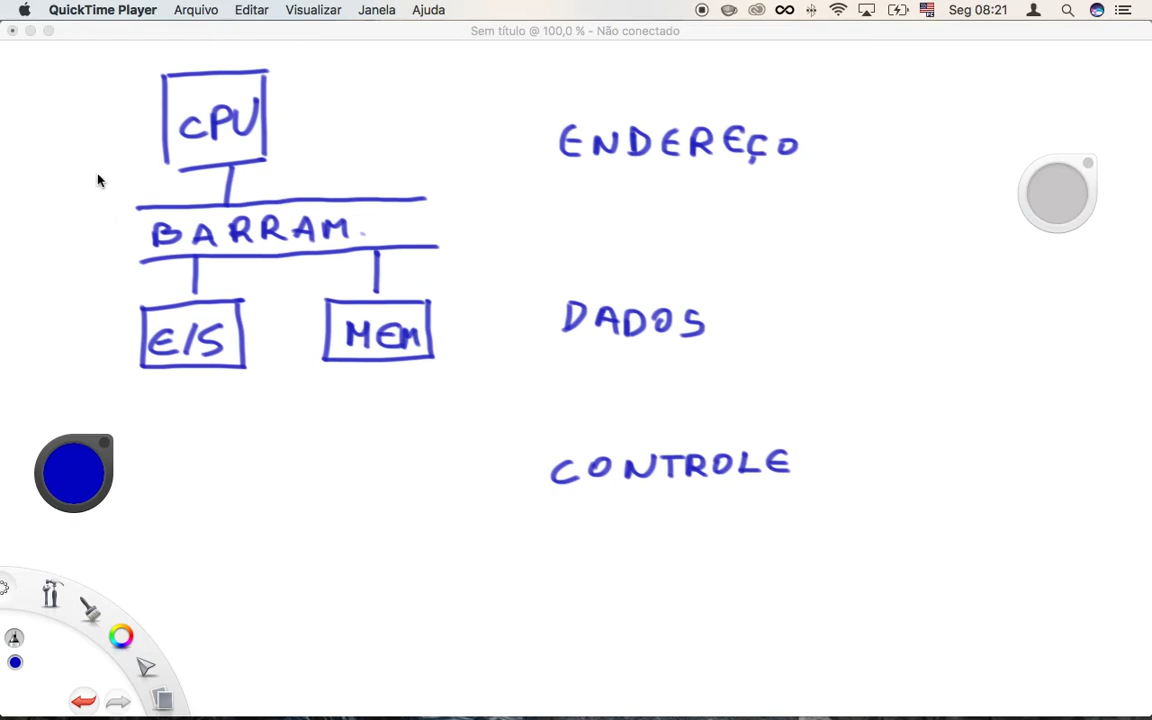 QuickTime Player Arquivo Editar Visualizar Janela Ajuda Seg 08:21
Sem título @ 100,0 % - Não conectado
CPU
BARRAM.
E/S MEM
ENDEREÇO
DADOS
CONTROLE